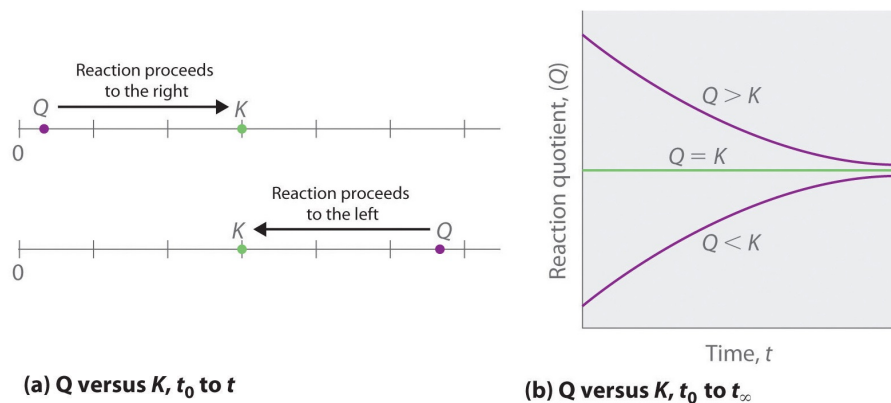 Reaction proceeds
to the right
Q
K
0
Reaction proceeds
to the left
K
Q
0
(a) Q versus K, t₀ to t
Reaction quotient, (Q)
Q > K
Q = K
Q < K
Time, t
(b) Q versus K, t₀ to t∞